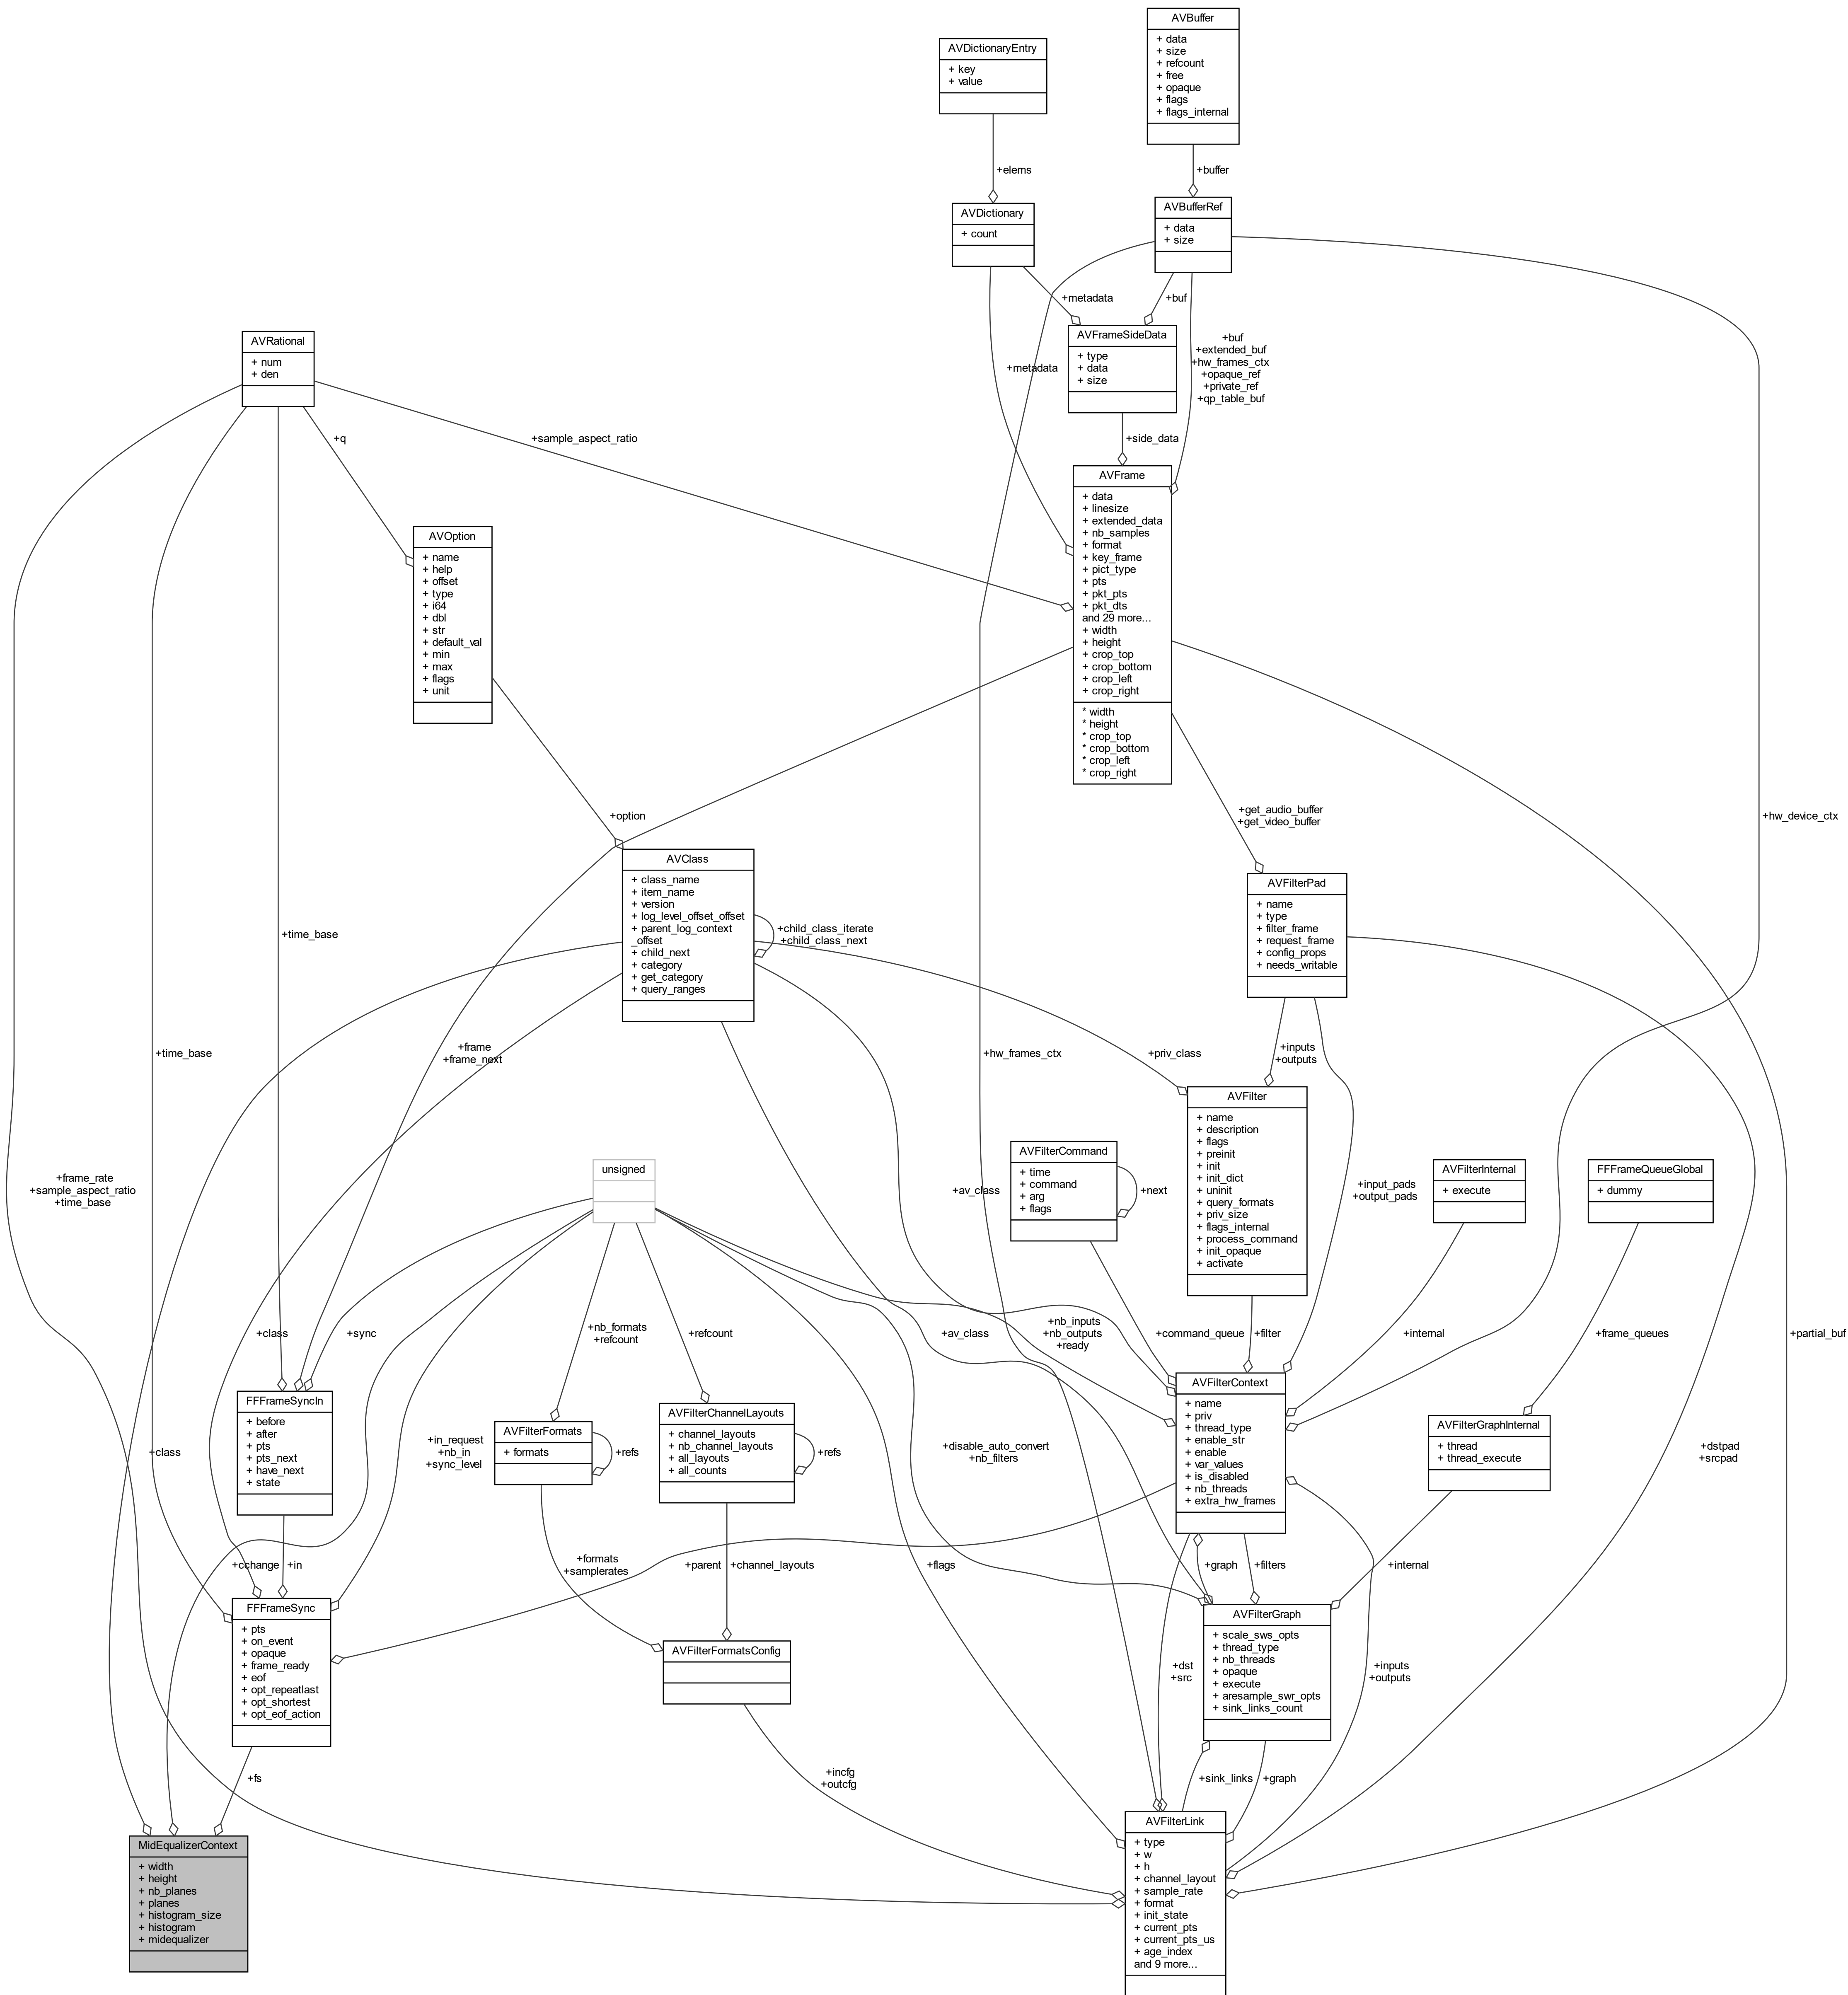 AVBuffer
+ data
+ size
+ refcount
+ free
+ opaque
+ flags
+ flags_internal
AVDictionaryEntry
+ key
+ value
+elems
+buffer
AVDictionary
+ count
AVBufferRef
+ data
+ size
+metadata
+buf
AVFrameSideData
+ type
+ data
+ size
+buf
+extended_buf
+hw_frames_ctx
+opaque_ref
+private_ref
+qp_table_buf
+metadata
AVRational
+ num
+ den
+q
+sample_aspect_ratio
+side_data
AVFrame
+ data
+ linesize
+ extended_data
+ nb_samples
+ format
+ key_frame
+ pict_type
+ pts
+ pkt_pts
+ pkt_dts
and 29 more...
+ width
+ height
+ crop_top
+ crop_bottom
+ crop_left
+ crop_right
* width
* height
* crop_top
* crop_bottom
* crop_left
* crop_right
AVOption
+ name
+ help
+ offset
+ type
+ i64
+ dbl
+ str
+ default_val
+ min
+ max
+ flags
+ unit
+option
+get_audio_buffer
+get_video_buffer
+hw_device_ctx
AVClass
+ class_name
+ item_name
+ version
+ log_level_offset_offset
+ parent_log_context
_offset
+ child_next
+ category
+ get_category
+ query_ranges
+child_class_iterate
+child_class_next
AVFilterPad
+ name
+ type
+ filter_frame
+ request_frame
+ config_props
+ needs_writable
+time_base
+time_base
+frame
+frame_next
+hw_frames_ctx
+priv_class
+inputs
+outputs
AVFilter
+ name
+ description
+ flags
+ preinit
+ init
+ init_dict
+ uninit
+ query_formats
+ priv_size
+ flags_internal
+ process_command
+ init_opaque
+ activate
+frame_rate
+sample_aspect_ratio
+time_base
unsigned
+av_class
AVFilterCommand
+ time
+ command
+ arg
+ flags
+next
+input_pads
+output_pads
AVFilterInternal
+ execute
FFFrameQueueGlobal
+ dummy
+class
+sync
+nb_formats
+refcount
+refcount
+av_class
+nb_inputs
+nb_outputs
+ready
+command_queue
+filter
+internal
+frame_queues
+partial_buf
FFFrameSyncIn
+ before
+ after
+ pts
+ pts_next
+ have_next
+ state
AVFilterFormats
+ formats
+refs
AVFilterChannelLayouts
+ channel_layouts
+ nb_channel_layouts
+ all_layouts
+ all_counts
+refs
AVFilterContext
+ name
+ priv
+ thread_type
+ enable_str
+ enable
+ var_values
+ is_disabled
+ nb_threads
+ extra_hw_frames
AVFilterGraphInternal
+ thread
+ thread_execute
+class
+in_request
+nb_in
+sync_level
+disable_auto_convert
+nb_filters
+dstpad
+srcpad
+cchange
+in
+formats
+samplerates
+parent
+channel_layouts
+flags
+graph
+filters
+internal
FFFrameSync
+ pts
+ on_event
+ opaque
+ frame_ready
+ eof
+ opt_repeatlast
+ opt_shortest
+ opt_eof_action
AVFilterFormatsConfig
AVFilterGraph
+ scale_sws_opts
+ thread_type
+ nb_threads
+ opaque
+ execute
+ aresample_swr_opts
+ sink_links_count
+dst
+src
+inputs
+outputs
+fs
+incfg
+outcfg
+sink_links
+graph
MidEqualizerContext
+ width
+ height
+ nb_planes
+ planes
+ histogram_size
+ histogram
+ midequalizer
AVFilterLink
+ type
+ w
+ h
+ channel_layout
+ sample_rate
+ format
+ init_state
+ current_pts
+ current_pts_us
+ age_index
and 9 more...